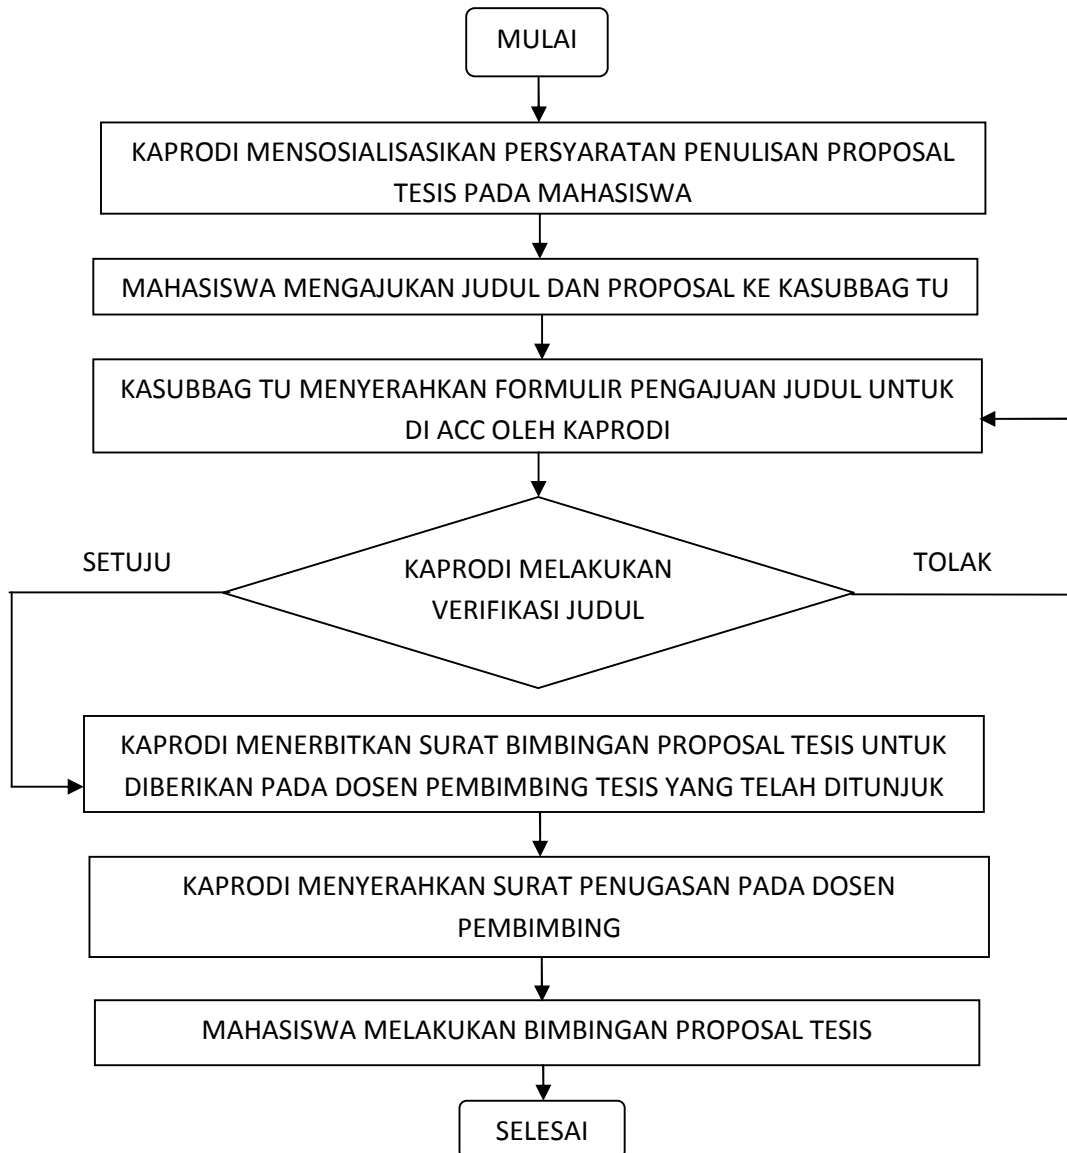 MULAI
KAPRODI MENSOSIALISASIKAN PERSYARATAN PENULISAN PROPOSAL
TESIS PADA MAHASISWA
MAHASISWA MENGAJUKAN JUDUL DAN PROPOSAL KE KASUBBAG TU
KASUBBAG TU MENYERAHKAN FORMULIR PENGAJUAN JUDUL UNTUK
DI ACC OLEH KAPRODI
SETUJU
KAPRODI MELAKUKAN
VERIFIKASI JUDUL
TOLAK
KAPRODI MENERBITKAN SURAT BIMBINGAN PROPOSAL TESIS UNTUK
DIBERIKAN PADA DOSEN PEMBIMBING TESIS YANG TELAH DITUNJUK
KAPRODI MENYERAHKAN SURAT PENUGASAN PADA DOSEN
PEMBIMBING
MAHASISWA MELAKUKAN BIMBINGAN PROPOSAL TESIS
SELESAI